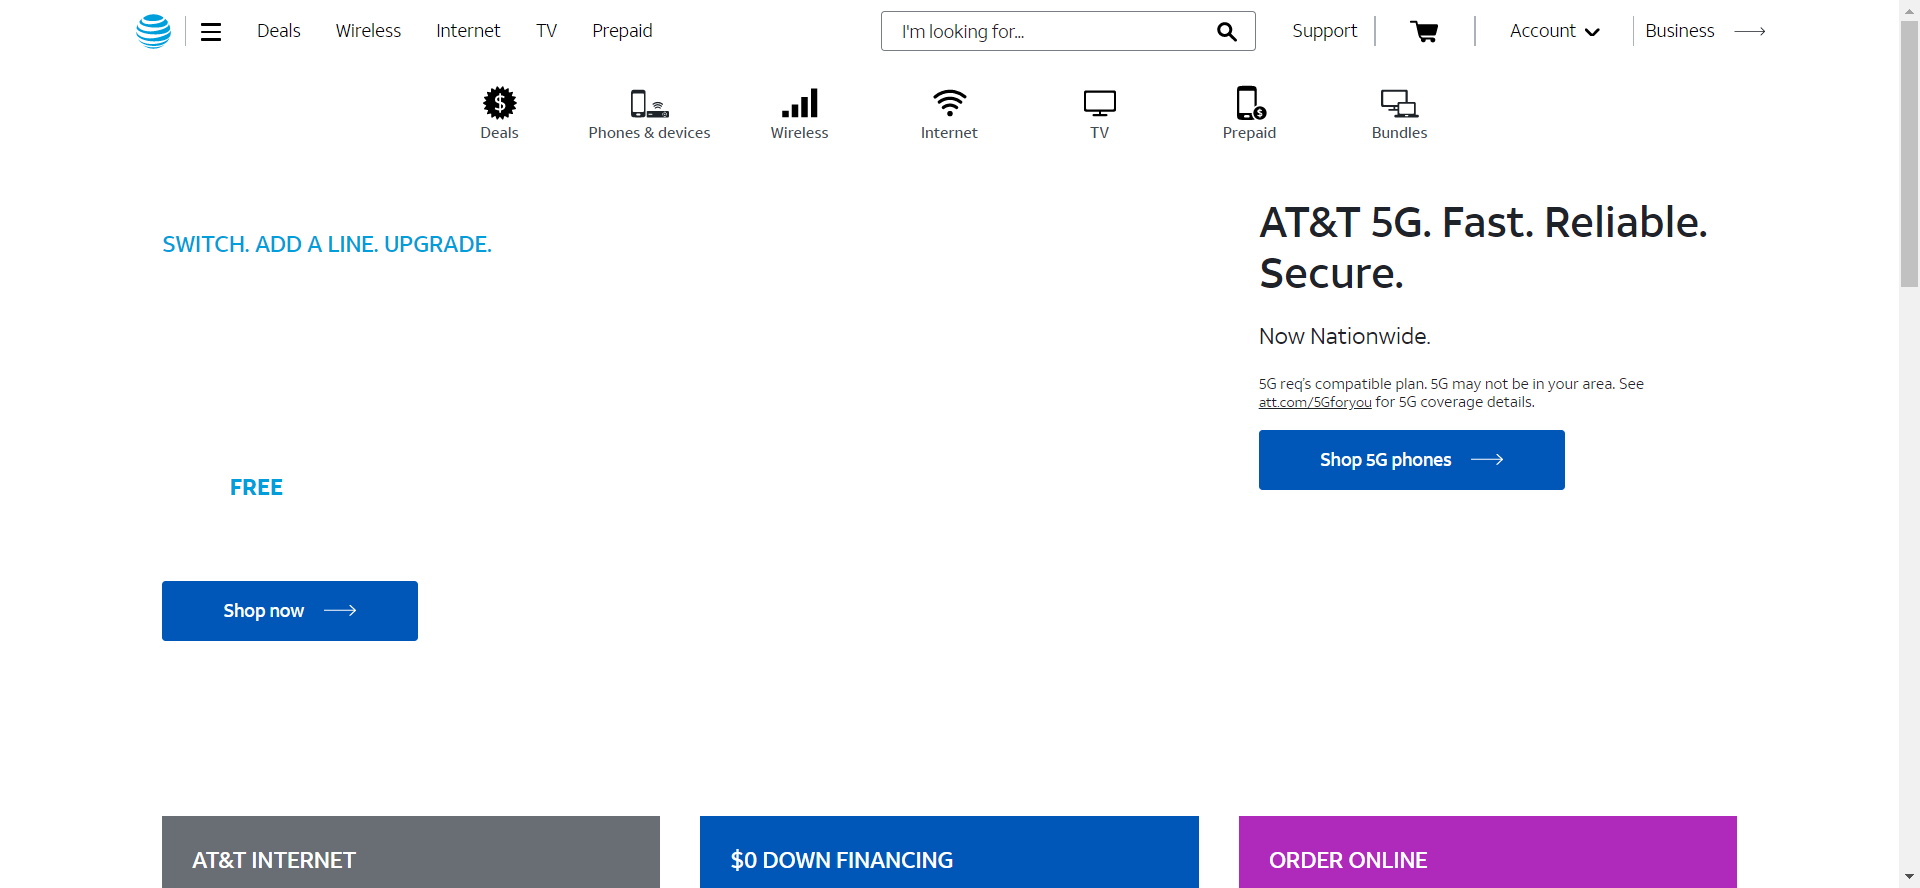 Deals Wireless Internet TV Prepaid I'm looking for... Support Account Business
Deals Phones & devices Wireless Internet TV Prepaid Bundles
SWITCH. ADD A LINE. UPGRADE.
FREE
Shop now
AT&T 5G. Fast. Reliable.
Secure.
Now Nationwide.
5G req's compatible plan. 5G may not be in your area. See
att.com/5Gforyou for 5G coverage details.
Shop 5G phones
AT&T INTERNET
$0 DOWN FINANCING
ORDER ONLINE